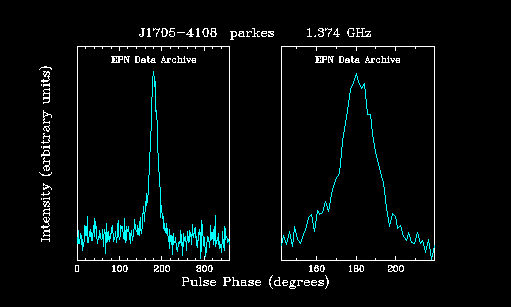 J1705-4108 parkes 1.374 GHz
EPN Data Archive EPN Data Archive
Intensity (arbitrary units)
0 100 200 300 160 180 200
Pulse Phase (degrees)